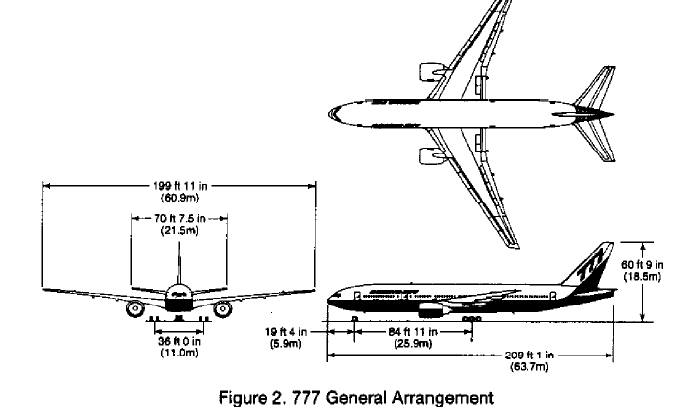 199 ft 11 in
(60.9m)
70 ft 7.5 in
(21.5m)
777
60 ft 9 in
(18.5m)
19 ft 4 in
(5.9m)
84 ft 11 in
(25.9m)
36 ft 0 in
(11.0m)
209 ft 1 in
(63.7m)
Figure 2. 777 General Arrangement